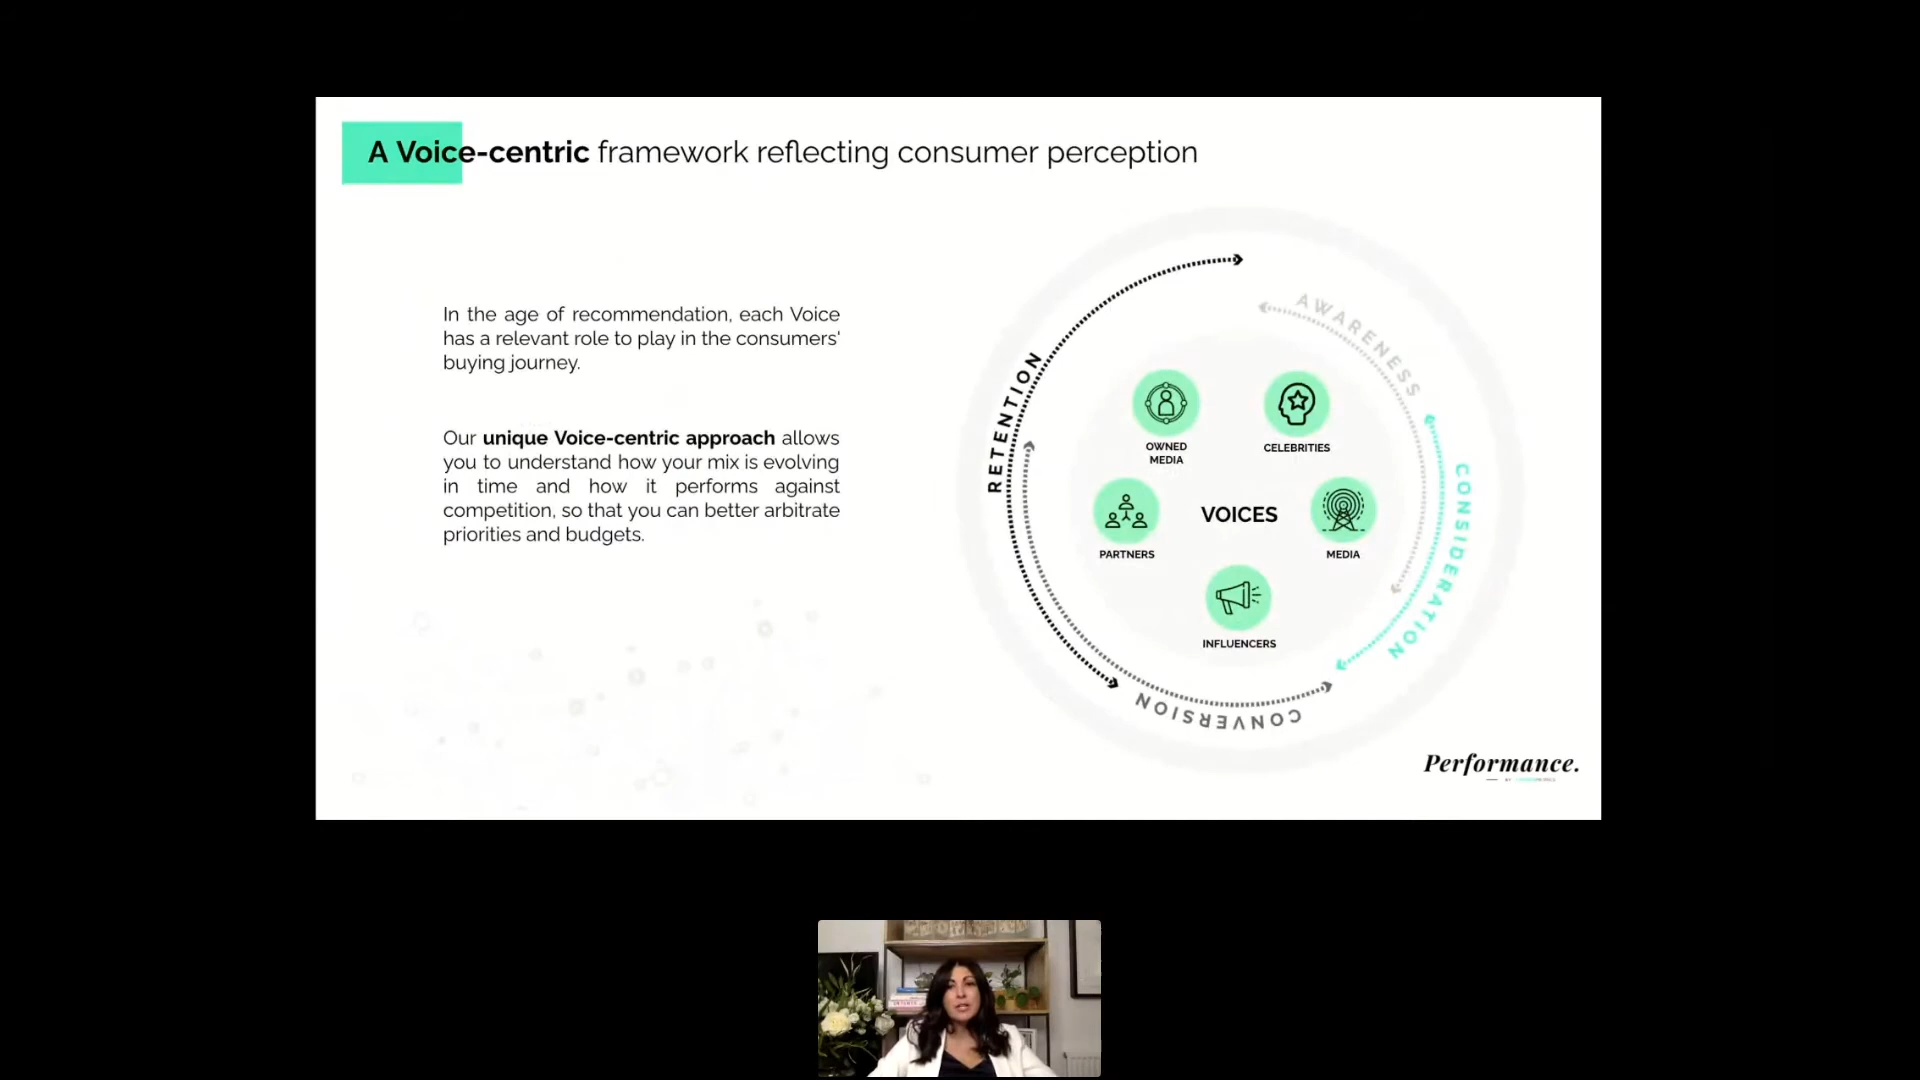 A Voice-centric framework reflecting consumer perception
In the age of recommendation, each Voice
has a relevant role to play in the consumers'
buying journey.
Our unique Voice-centric approach allows
you to understand how your mix is evolving
in time and how it performs against
competition, so that you can better arbitrate
priorities and budgets.
RETENTION
AWARENESS
CONSIDERATION
CONVERSION
OWNED
MEDIA
CELEBRITIES
PARTNERS
VOICES
MEDIA
INFLUENCERS
Performance.